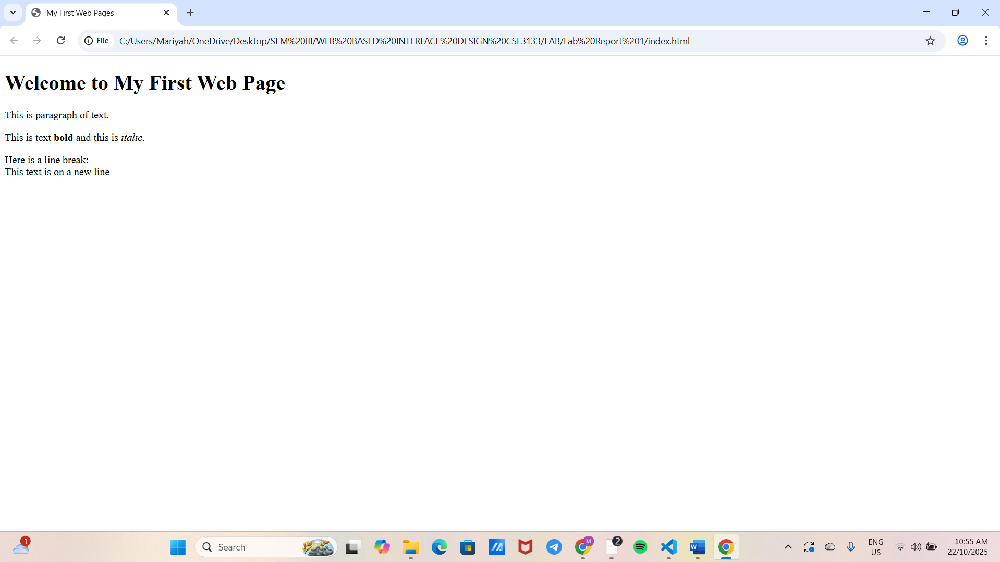 My First Web Pages
File
C:/Users/Mariyah/OneDrive/Desktop/SEM%20III/WEB%20BASED%20INTERFACE%20DESIGN%20CSF3133/LAB/Lab%20Report%201/index.html
Welcome to My First Web Page
This is paragraph of text.
This is text bold and this is italic.
Here is a line break:
This text is on a new line
1
Search
M
2
W
ENG
US
10:55 AM
22/10/2025